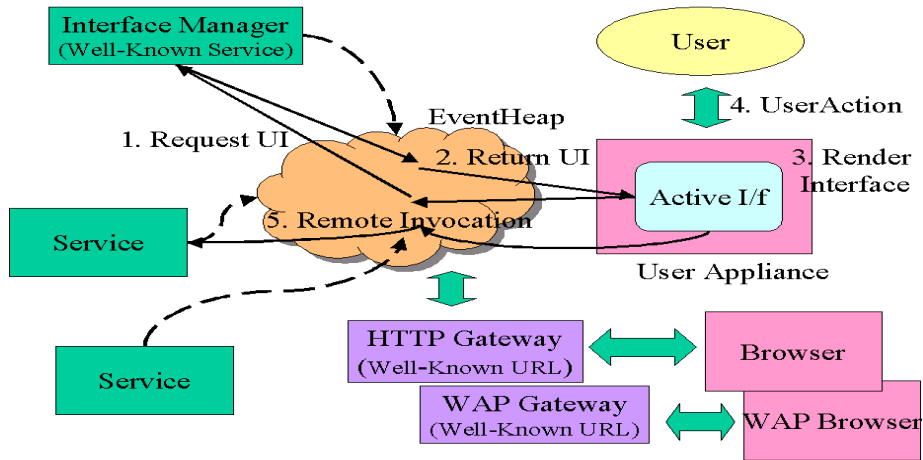 Interface Manager
(Well-Known Service)
User
EventHeap
4. UserAction
1. Request UI
2. Return UI
3. Render
Interface
Active I/f
5. Remote Invocation
Service
User Appliance
HTTP Gateway
(Well-Known URL)
Browser
Service
WAP Gateway
(Well-Known URL)
WAP Browser